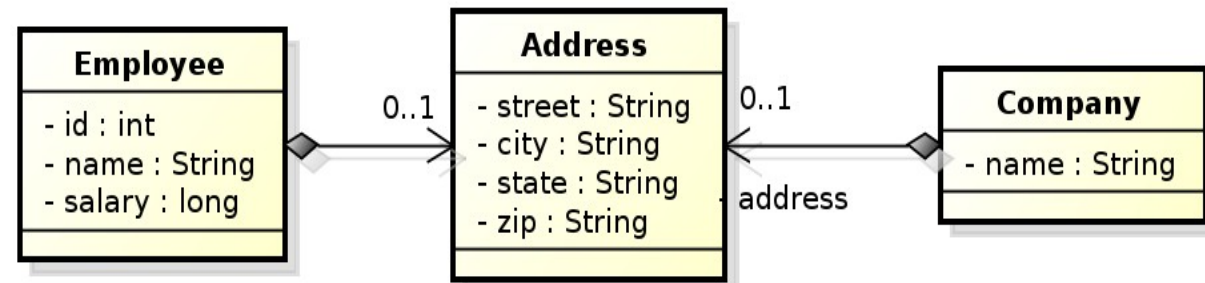 Employee
- id : int
- name : String
- salary : long
0..1
Address
- street : String
- city : String
- state : String
- zip : String
0..1
- address
Company
- name : String